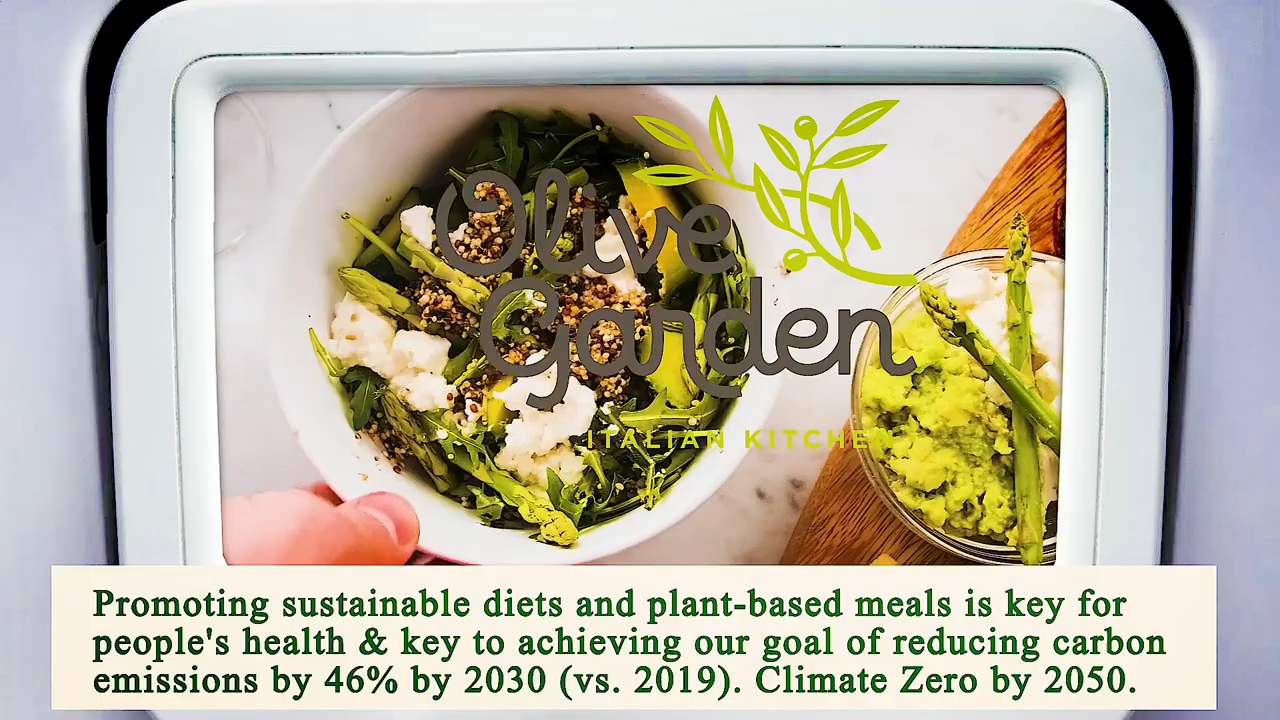 Olive
Garden
ITALIAN KITCHEN
Promoting sustainable diets and plant-based meals is key for
people's health & key to achieving our goal of reducing carbon
emissions by 46% by 2030 (vs. 2019). Climate Zero by 2050.